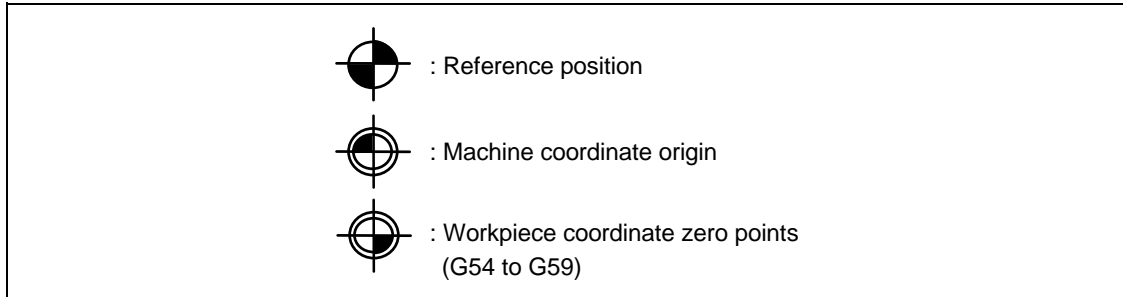 : Reference position
: Machine coordinate origin
: Workpiece coordinate zero points
(G54 to G59)